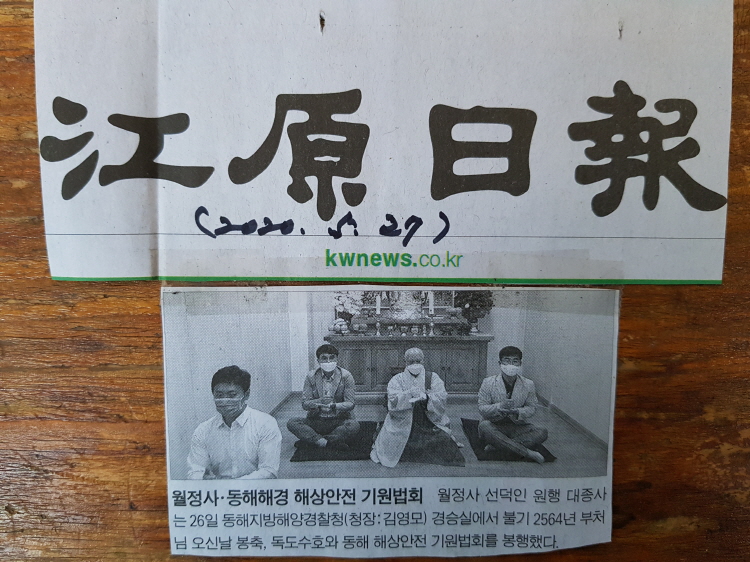 江原日報
(2020. 5. 27)
kwnews.co.kr
월정사·동해해경 해상안전 기원법회 월정사 선덕인 원행 대종사
는 26일 동해지방해양경찰청(청장:김영모) 경승실에서 불기 2564년 부처
님 오신날 봉축, 독도수호와 동해 해상안전 기원법회를 봉행했다.